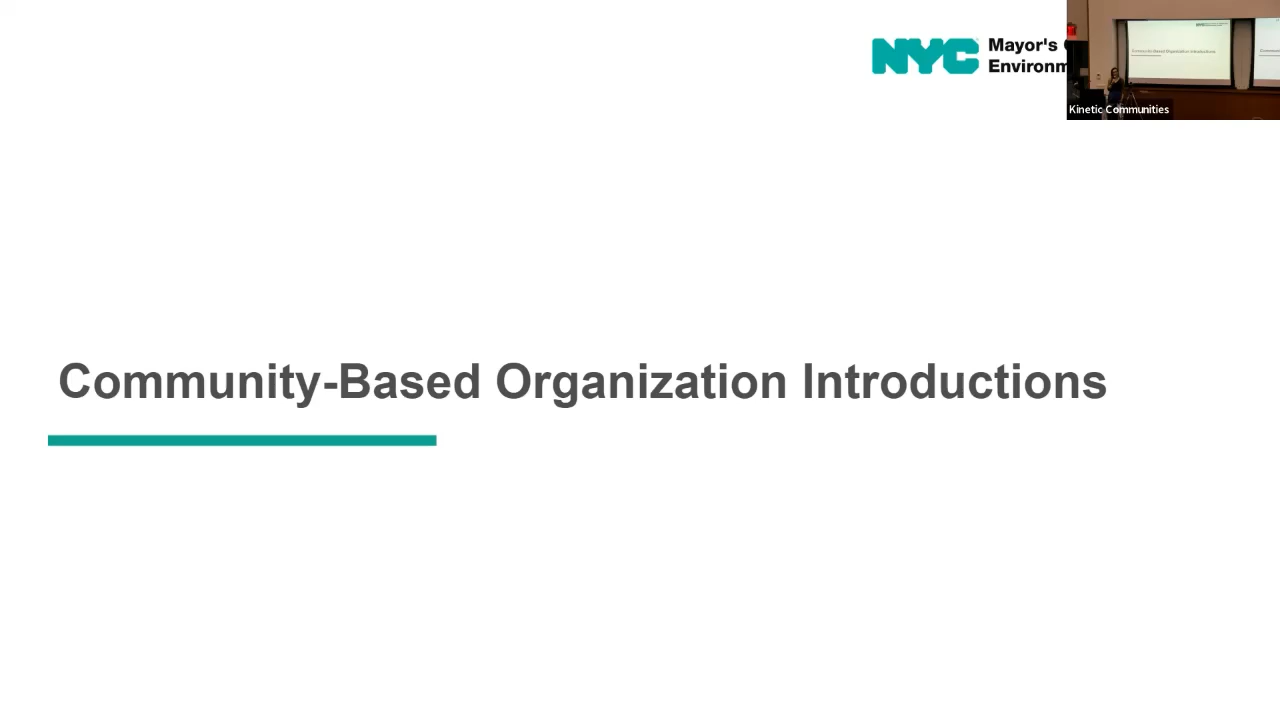 NYC Mayor's
Environm
Kinetic Communities
Community-Based Organization Introductions